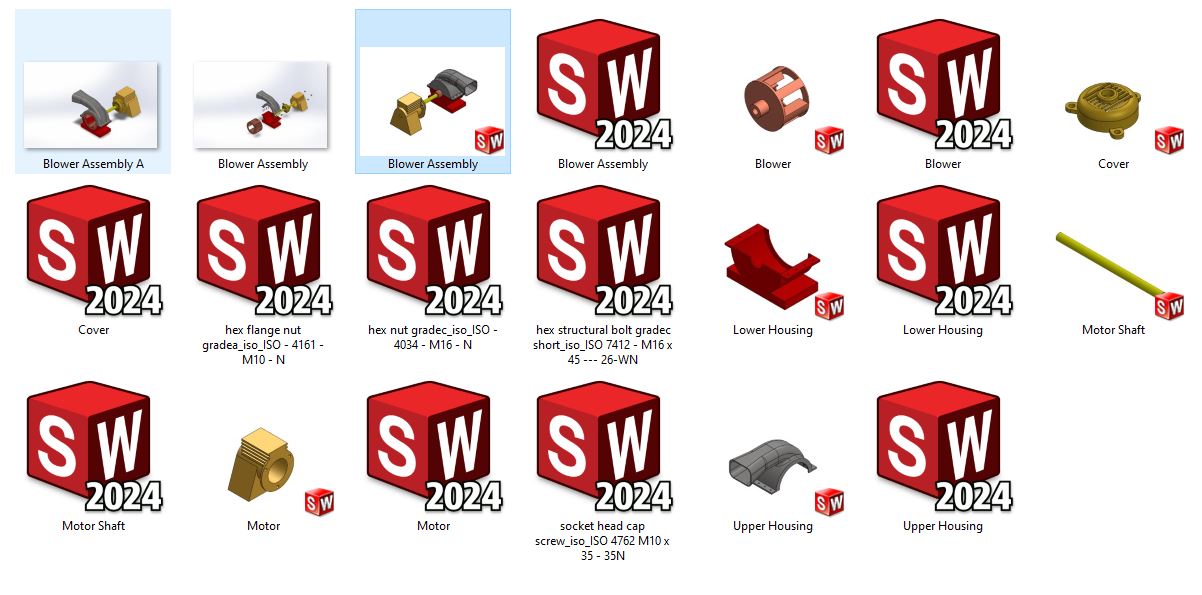 SW
SW
2024
SW
2024
SW
SW
Blower Assembly A
Blower Assembly
Blower Assembly
Blower Assembly
Blower
Blower
Cover
SW
2024
SW
2024
SW
2024
SW
2024
SW
SW
2024
SW
Cover
hex flange nut
gradea_iso_ISO - 4161 -
M10 - N
hex nut gradec_iso_ISO -
4034 - M16 - N
hex structural bolt gradec
short_iso_ISO 7412 - M16 x
45 --- 26-WN
Lower Housing
Lower Housing
Motor Shaft
SW
2024
SW
SW
2024
SW
2024
SW
SW
2024
Motor Shaft
Motor
Motor
socket head cap
screw_iso_ISO 4762 M10 x
35 - 35N
Upper Housing
Upper Housing